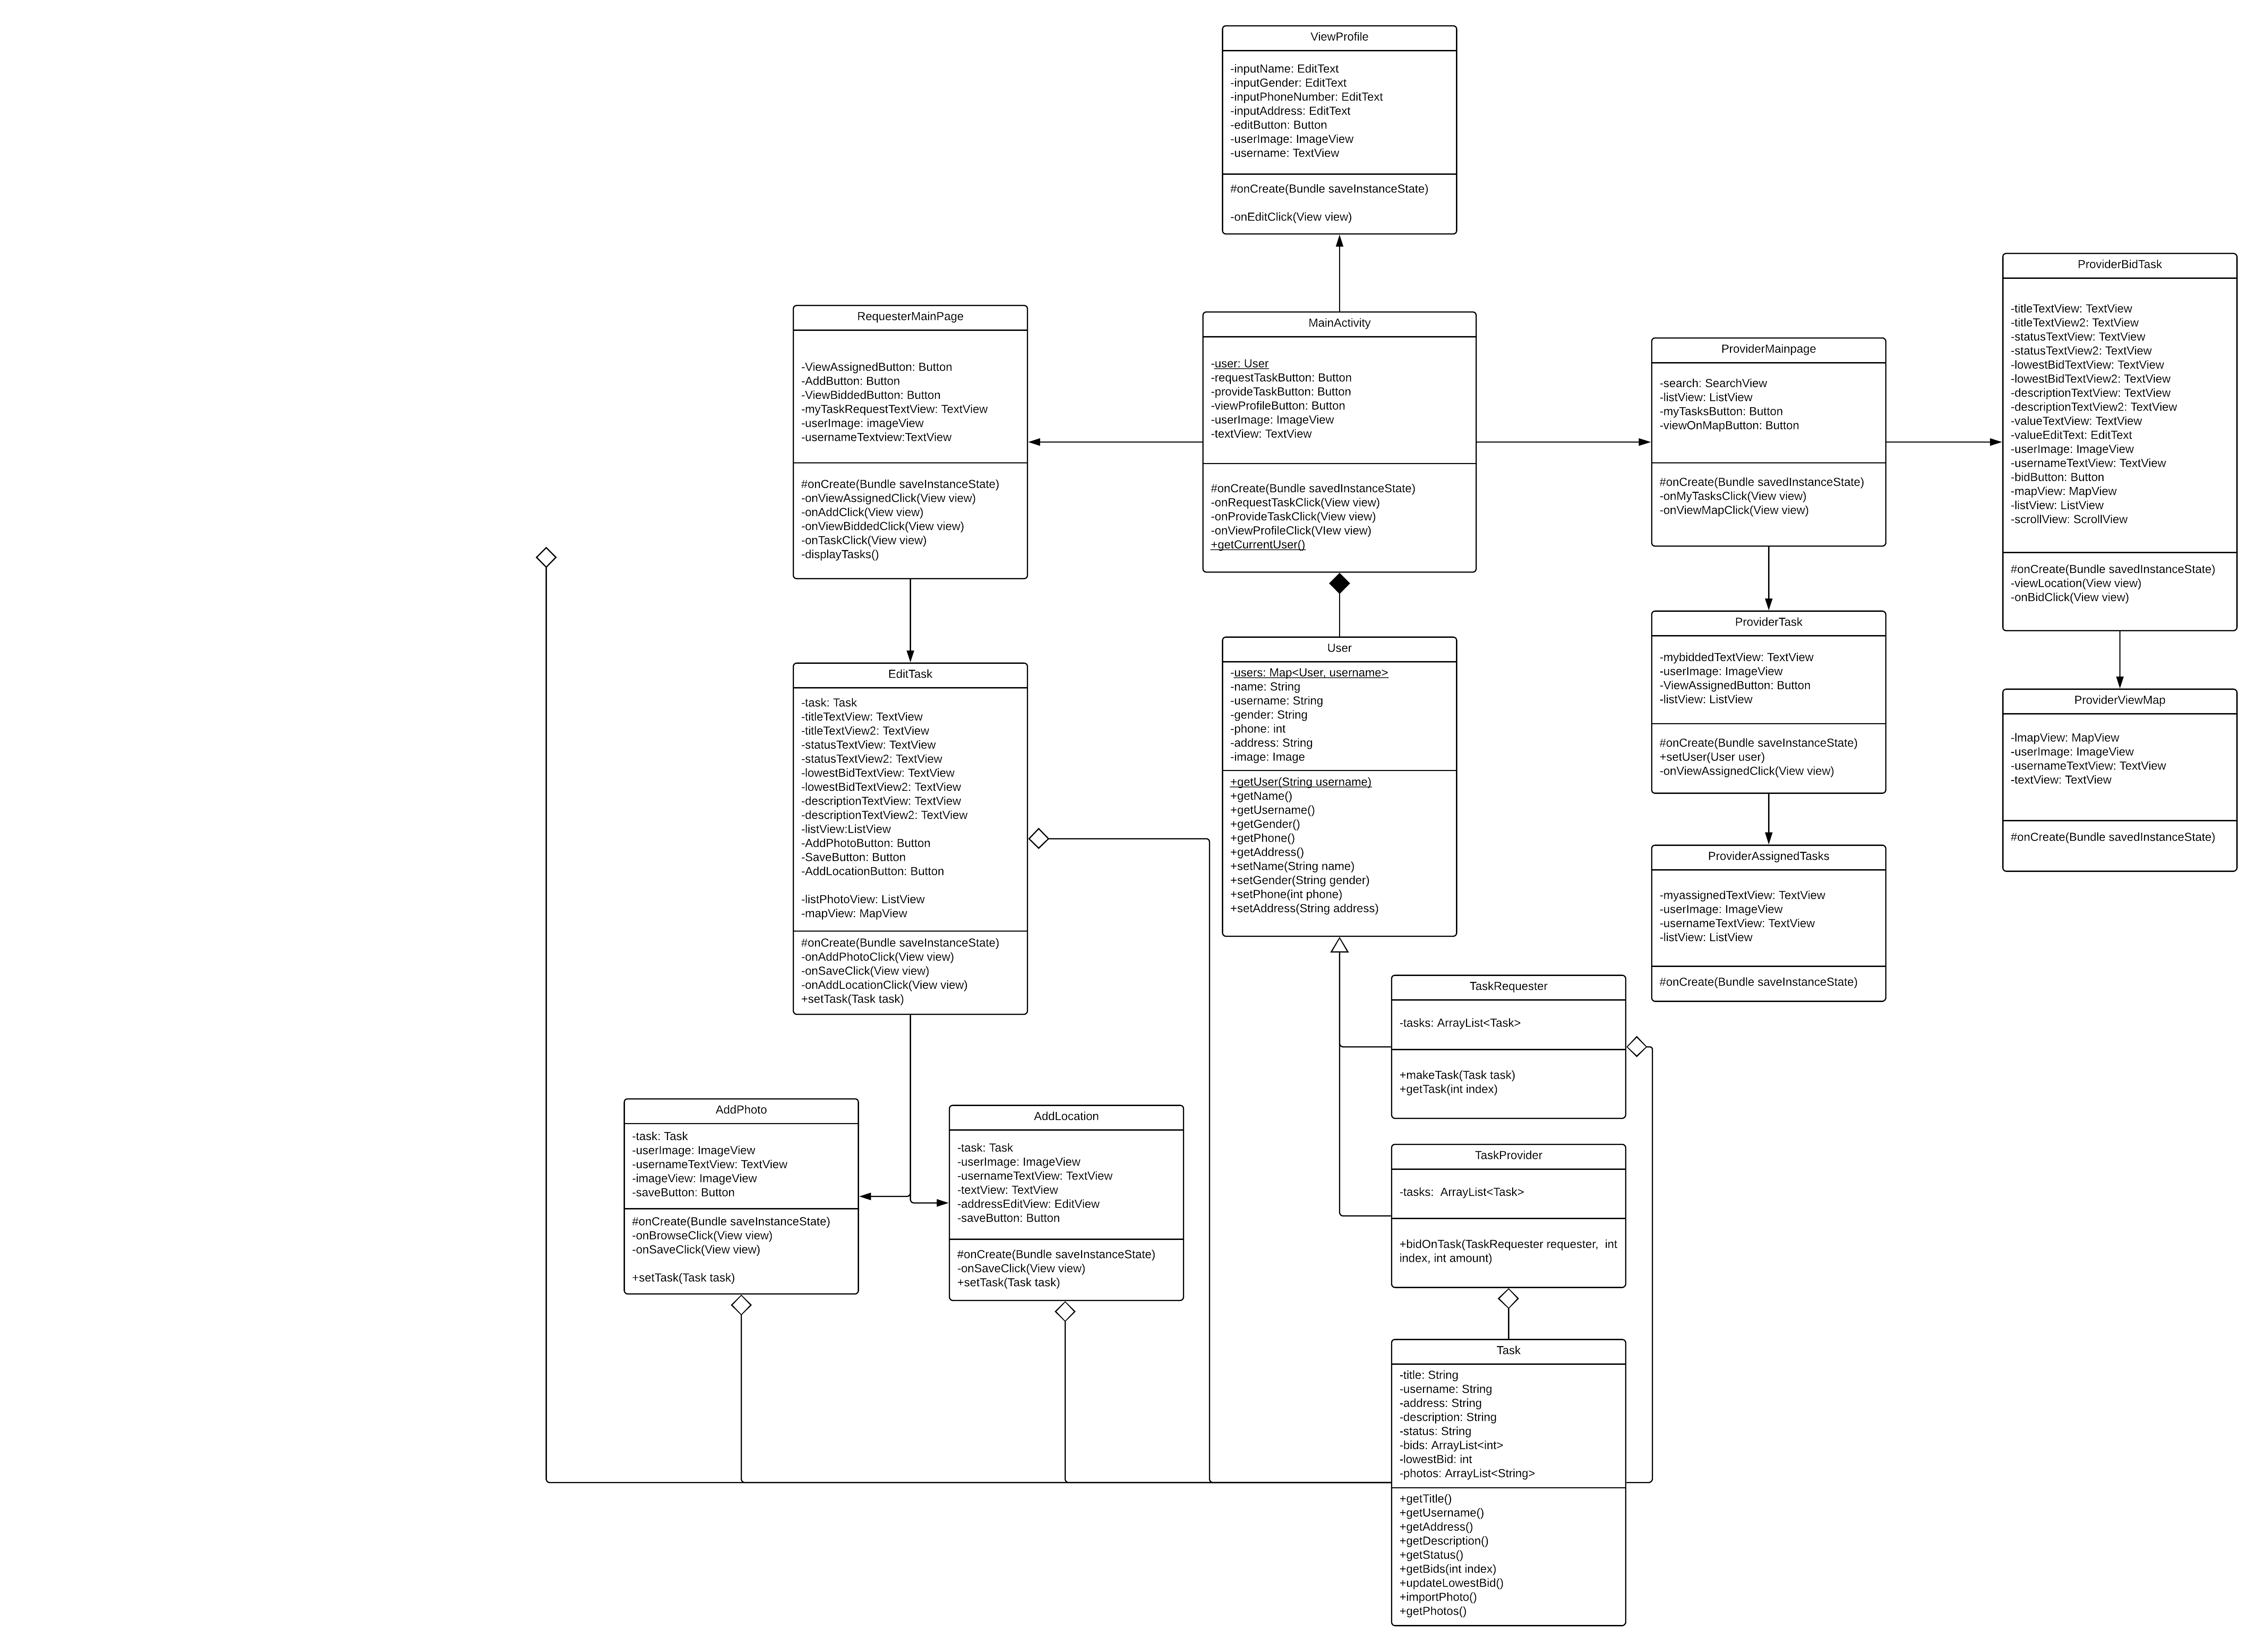 ViewProfile
-inputName: EditText
-inputGender: EditText
-inputPhoneNumber: EditText
-inputAddress: EditText
-editButton: Button
-userImage: ImageView
-username: TextView
#onCreate(Bundle saveInstanceState)
-onEditClick(View view)
RequesterMainPage
-ViewAssignedButton: Button
-AddButton: Button
-ViewBiddedButton: Button
-myTaskRequestTextView: TextView
-userImage: imageView
-usernameTextview:TextView
#onCreate(Bundle saveInstanceState)
-onViewAssignedClick(View view)
-onAddClick(View view)
-onViewBiddedClick(View view)
-onTaskClick(View view)
-displayTasks()
MainActivity
-user: User
-requestTaskButton: Button
-provideTaskButton: Button
-viewProfileButton: Button
-userImage: ImageView
-textView: TextView
#onCreate(Bundle savedInstanceState)
-onRequestTaskClick(View view)
-onProvideTaskClick(View view)
-onViewProfileClick(VIew view)
+getCurrentUser()
ProviderMainpage
-search: SearchView
-listView: ListView
-myTasksButton: Button
-viewOnMapButton: Button
#onCreate(Bundle savedInstanceState)
-onMyTasksClick(View view)
-onViewMapClick(View view)
ProviderBidTask
-titleTextView: TextView
-titleTextView2: TextView
-statusTextView: TextView
-statusTextView2: TextView
-lowestBidTextView: TextView
-lowestBidTextView2: TextView
-descriptionTextView: TextView
-descriptionTextView2: TextView
-valueTextView: TextView
-valueEditText: EditText
-userImage: ImageView
-usernameTextView: TextView
-bidButton: Button
-mapView: MapView
-listView: ListView
-scrollView: ScrollView
#onCreate(Bundle savedInstanceState)
-viewLocation(View view)
-onBidClick(View view)
EditTask
-task: Task
-titleTextView: TextView
-titleTextView2: TextView
-statusTextView: TextView
-statusTextView2: TextView
-lowestBidTextView: TextView
-lowestBidTextView2: TextView
-descriptionTextView: TextView
-descriptionTextView2: TextView
-listView:ListView
-AddPhotoButton: Button
-SaveButton: Button
-AddLocationButton: Button
-listPhotoView: ListView
-mapView: MapView
#onCreate(Bundle saveInstanceState)
-onAddPhotoClick(View view)
-onSaveClick(View view)
-onAddLocationClick(View view)
+setTask(Task task)
User
-users: Map<User, username>
-name: String
-username: String
-gender: String
-phone: int
-address: String
-image: Image
+getUser(String username)
+getName()
+getUsername()
+getGender()
+getPhone()
+getAddress()
+setName(String name)
+setGender(String gender)
+setPhone(int phone)
+setAddress(String address)
ProviderTask
-mybiddedTextView: TextView
-userImage: ImageView
-ViewAssignedButton: Button
-listView: ListView
#onCreate(Bundle saveInstanceState)
+setUser(User user)
-onViewAssignedClick(View view)
ProviderViewMap
-lmapView: MapView
-userImage: ImageView
-usernameTextView: TextView
-textView: TextView
#onCreate(Bundle savedInstanceState)
ProviderAssignedTasks
-myassignedTextView: TextView
-userImage: ImageView
-usernameTextView: TextView
-listView: ListView
#onCreate(Bundle saveInstanceState)
TaskRequester
-tasks: ArrayList<Task>
+makeTask(Task task)
+getTask(int index)
AddPhoto
-task: Task
-userImage: ImageView
-usernameTextView: TextView
-imageView: ImageView
-saveButton: Button
#onCreate(Bundle saveInstanceState)
-onBrowseClick(View view)
-onSaveClick(View view)
+setTask(Task task)
AddLocation
-task: Task
-userImage: ImageView
-usernameTextView: TextView
-textView: TextView
-addressEditView: EditView
-saveButton: Button
#onCreate(Bundle saveInstanceState)
-onSaveClick(View view)
+setTask(Task task)
TaskProvider
-tasks: ArrayList<Task>
+bidOnTask(TaskRequester requester, int
index, int amount)
Task
-title: String
-username: String
-address: String
-description: String
-status: String
-bids: ArrayList<int>
-lowestBid: int
-photos: ArrayList<String>
+getTitle()
+getUsername()
+getAddress()
+getDescription()
+getStatus()
+getBids(int index)
+updateLowestBid()
+importPhoto()
+getPhotos()